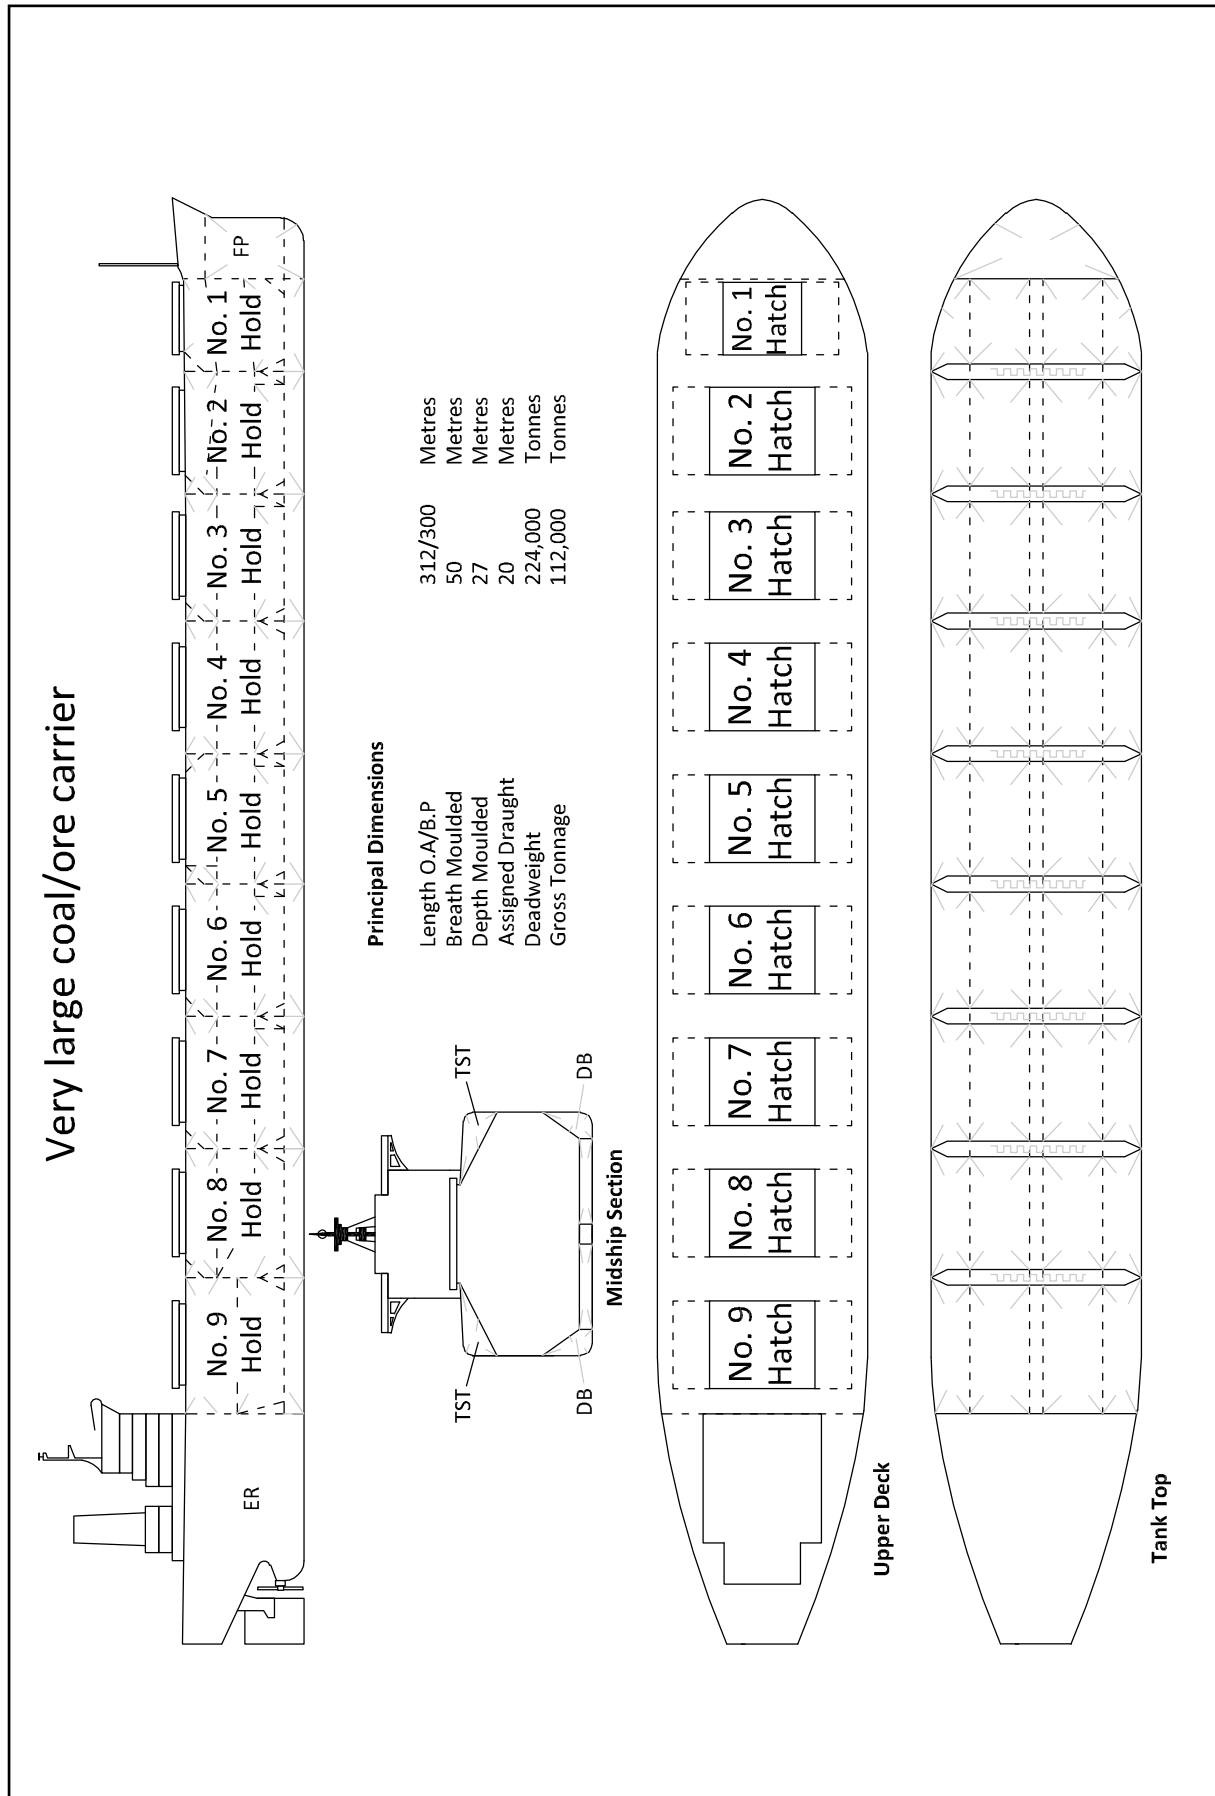 Very large coal/ore carrier
ER
No. 9
Hold
No. 8
Hold
No. 7
Hold
No. 6
Hold
No. 5
Hold
No. 4
Hold
No. 3
Hold
No. 2
Hold
No. 1
Hold
FP
TST
TST
DB
DB
Midship Section
Principal Dimensions
Length O.A/B.P 312/300 Metres
Breath Moulded 50 Metres
Depth Moulded 27 Metres
Assigned Draught 20 Metres
Deadweight 224,000 Tonnes
Gross Tonnage 112,000 Tonnes
No. 9
Hatch
No. 8
Hatch
No. 7
Hatch
No. 6
Hatch
No. 5
Hatch
No. 4
Hatch
No. 3
Hatch
No. 2
Hatch
No. 1
Hatch
Upper Deck
Tank Top